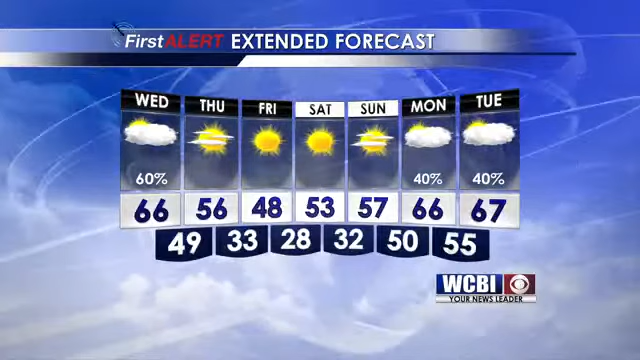 FirstALERT EXTENDED FORECAST
WED THU FRI SAT SUN MON TUE
60% 40% 40%
66 56 48 53 57 66 67
49 33 28 32 50 55
WCBI
YOUR NEWS LEADER